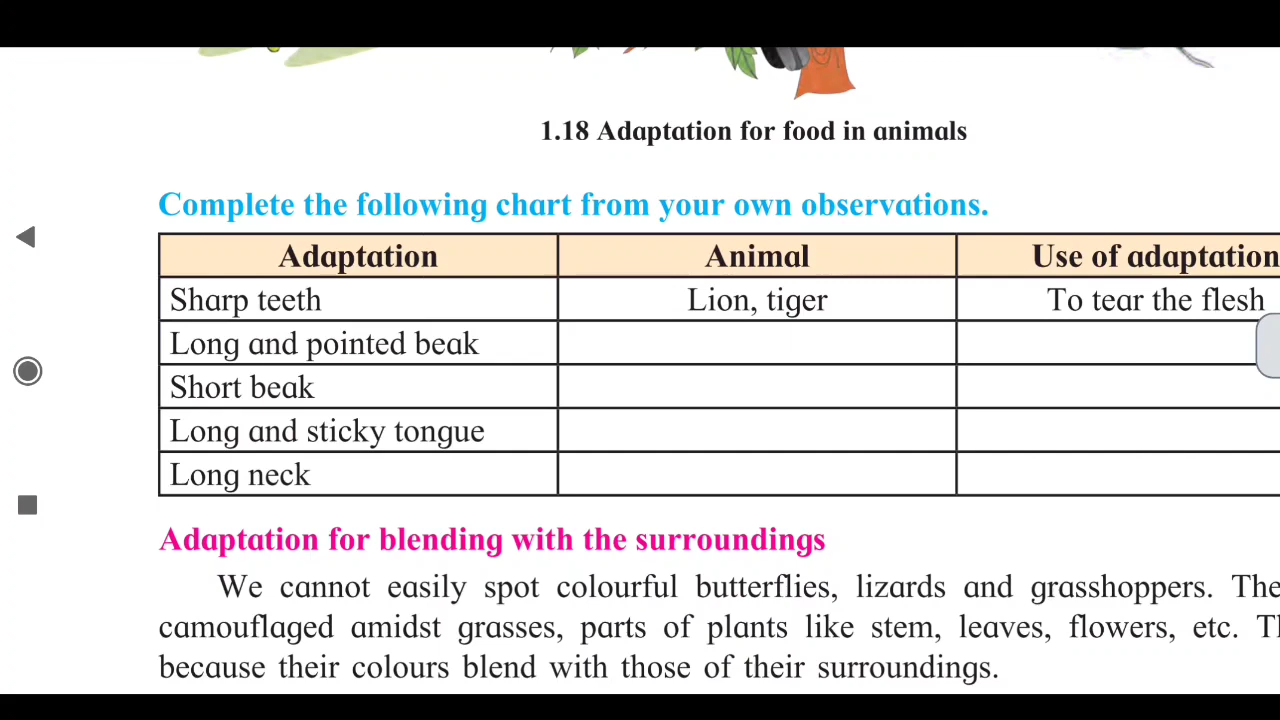 1.18 Adaptation for food in animals
Complete the following chart from your own observations.
Adaptation Animal Use of adaptation
Sharp teeth Lion, tiger To tear the flesh
Long and pointed beak
Short beak
Long and sticky tongue
Long neck
Adaptation for blending with the surroundings
We cannot easily spot colourful butterflies, lizards and grasshoppers. The
camouflaged amidst grasses, parts of plants like stem, leaves, flowers, etc. Th
because their colours blend with those of their surroundings.